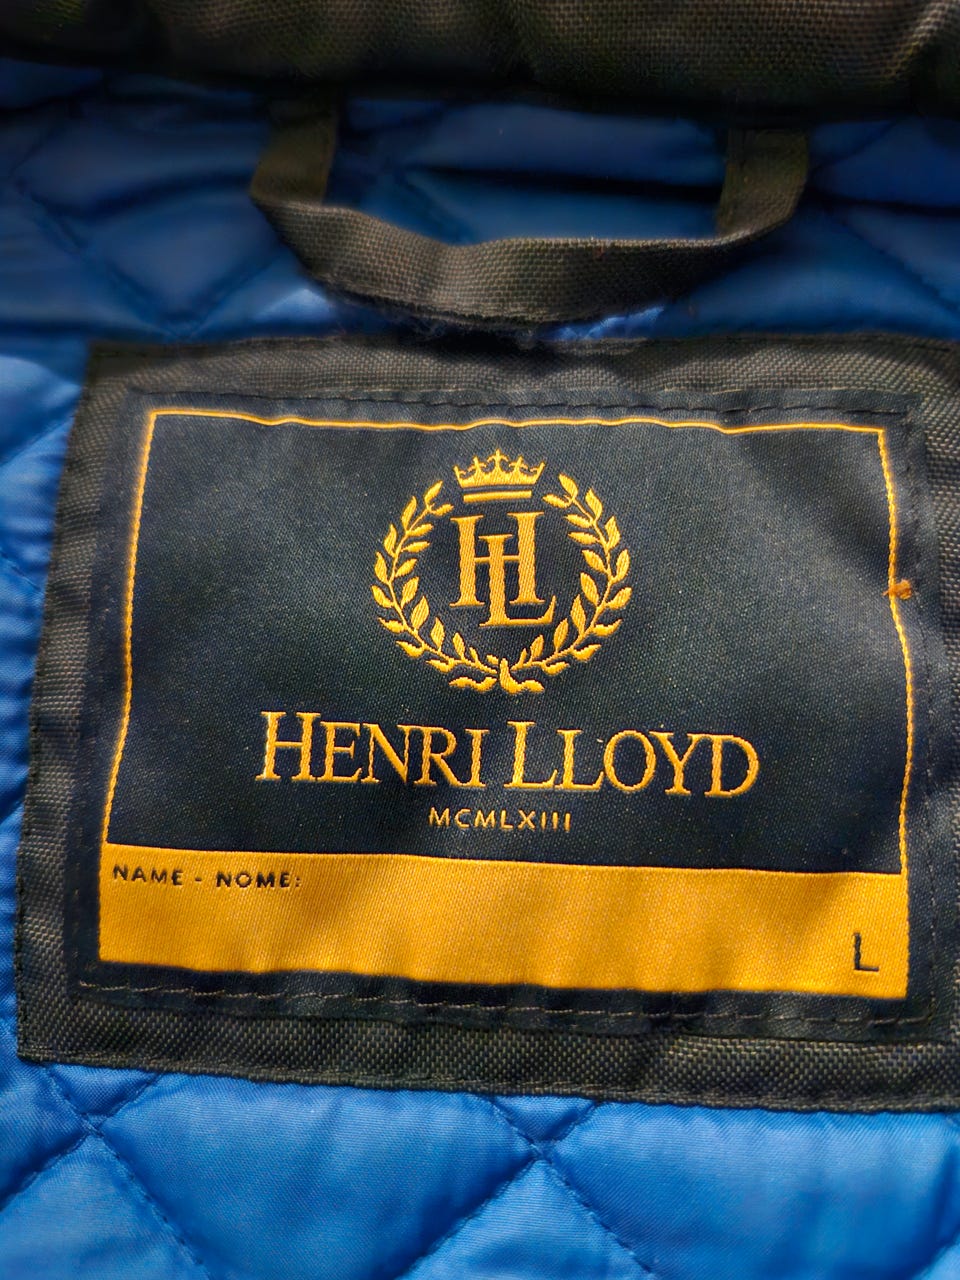 HL
HENRI LLOYD
MCMLXIII
NAME - NOME:
L